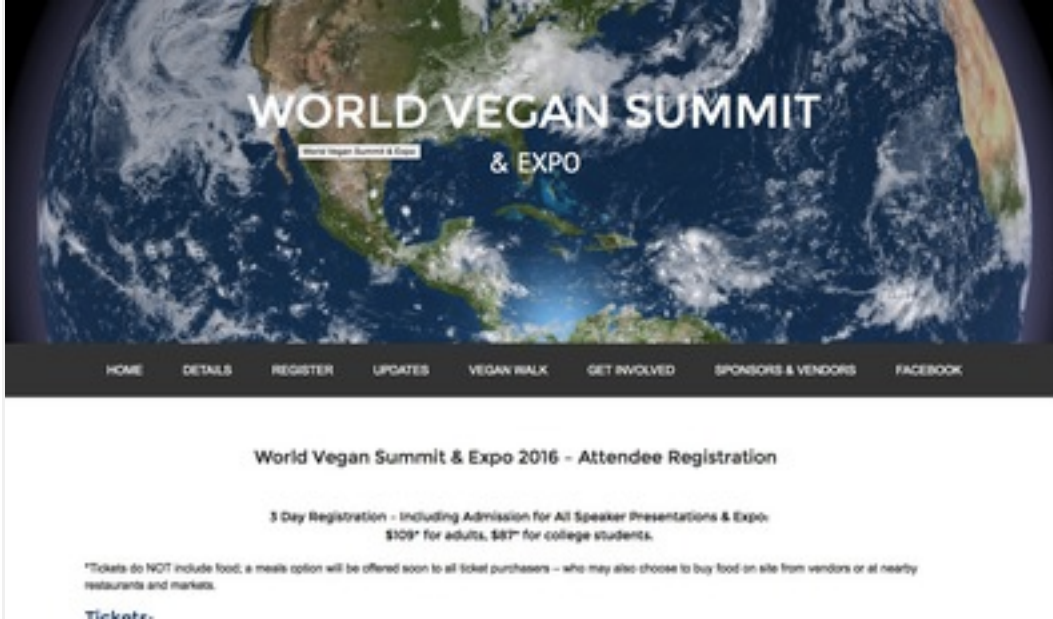 WORLD VEGAN SUMMIT
World Vegan Summit & Expo
& EXPO
HOME DETAILS REGISTER UPDATES VEGAN WALK GET INVOLVED SPONSORS & VENDORS FACEBOOK
World Vegan Summit & Expo 2016 – Attendee Registration
3 Day Registration – Including Admission for All Speaker Presentations & Expo:
$109* for adults, $87* for college students.
*Tickets do NOT include food; a meals option will be offered soon to all ticket purchasers – who may also choose to buy food on site from vendors or at nearby
restaurants and markets.
Tickets: